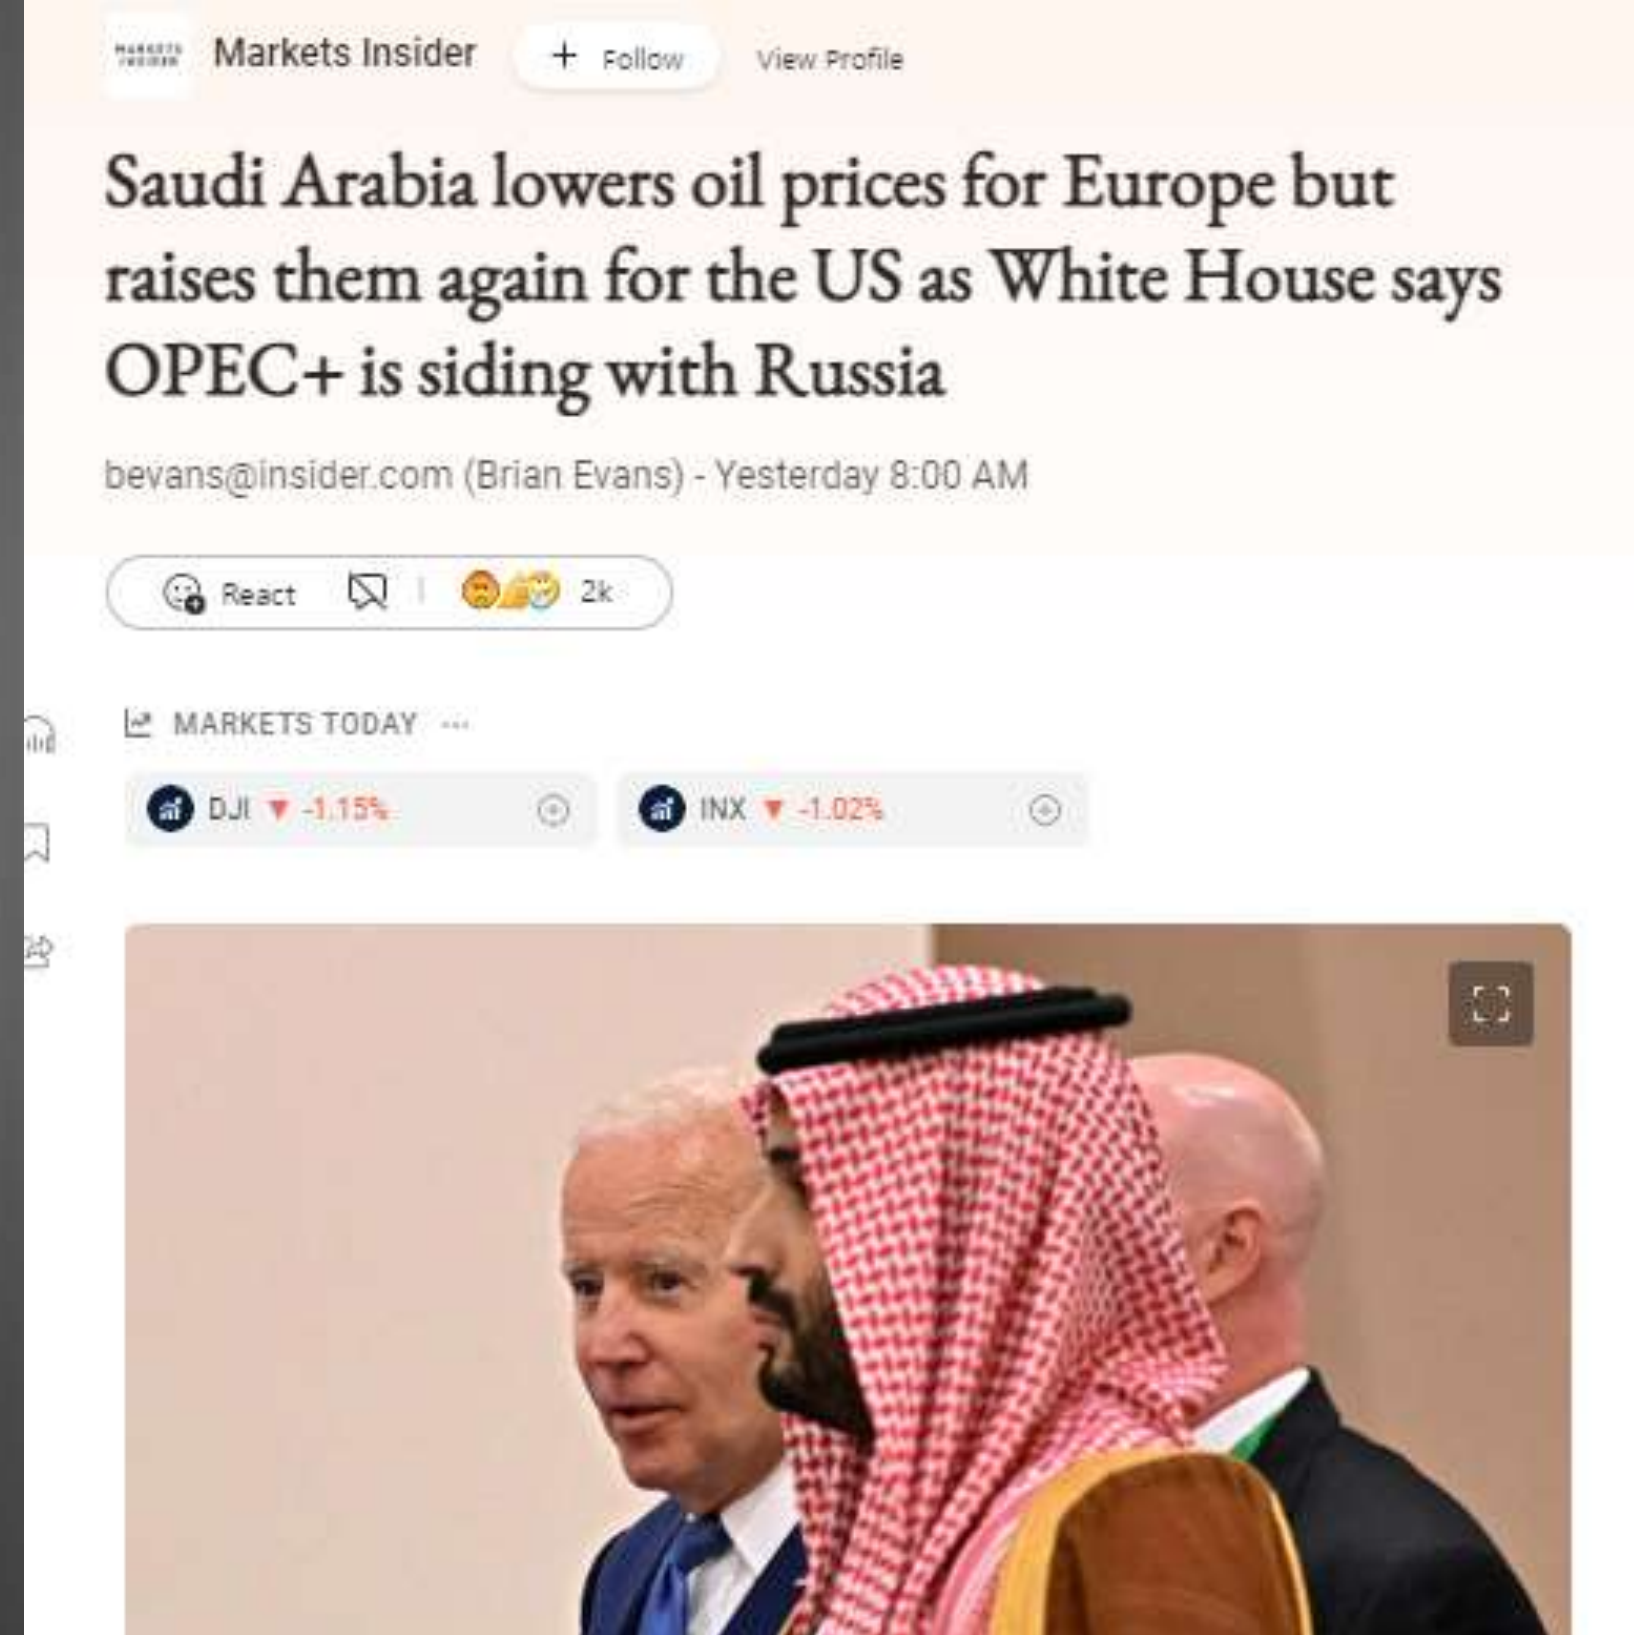 MARKETS
INSIDER
Markets Insider
+ Follow
View Profile
Saudi Arabia lowers oil prices for Europe but
raises them again for the US as White House says
OPEC+ is siding with Russia
bevans@insider.com (Brian Evans) - Yesterday 8:00 AM
React
2k
MARKETS TODAY ...
DJI ▼ -1.15%
INX ▼ -1.02%